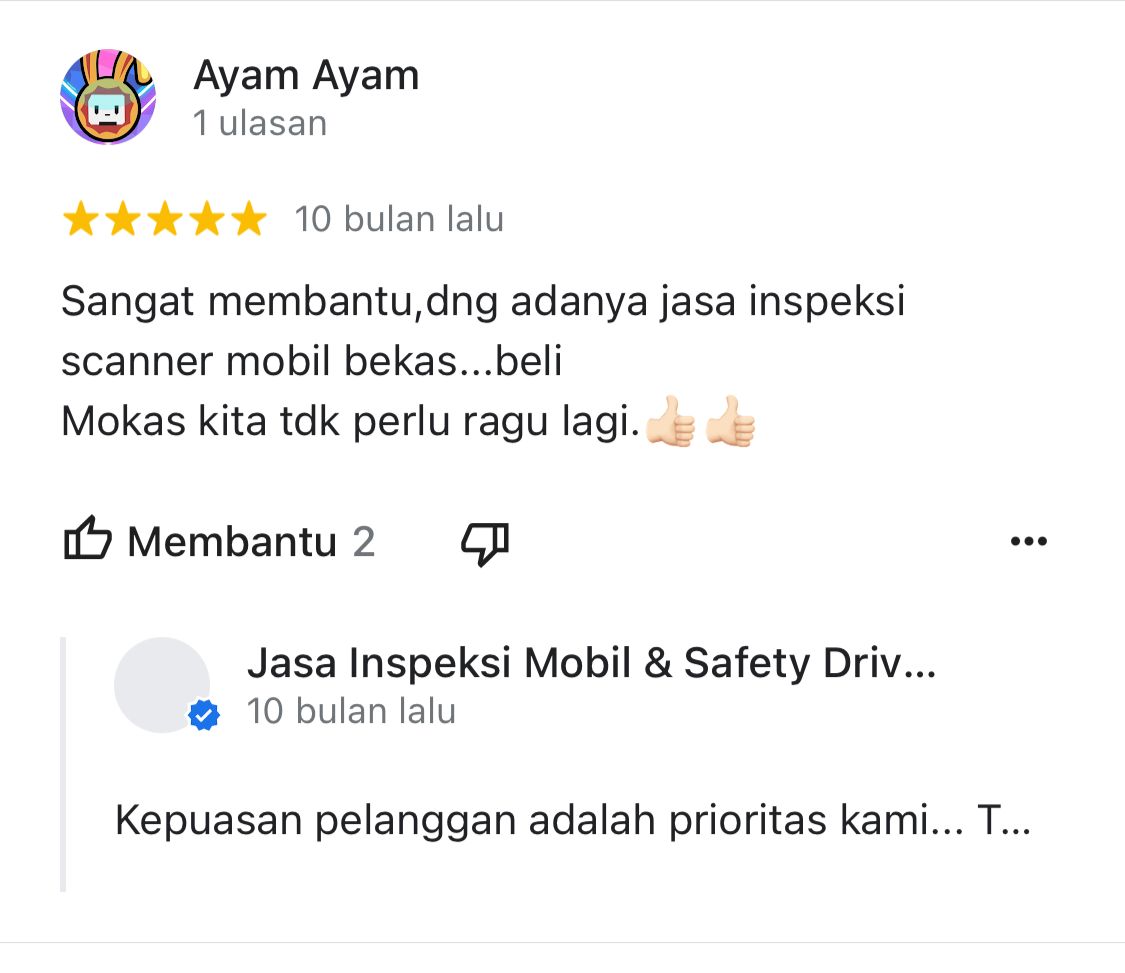 Ayam Ayam
1 ulasan
10 bulan lalu
Sangat membantu,dng adanya jasa inspeksi
scanner mobil bekas...beli
Mokas kita tdk perlu ragu lagi.👍🏻👍🏻
Membantu 2
Jasa Inspeksi Mobil & Safety Driv...
10 bulan lalu
Kepuasan pelanggan adalah prioritas kami... T...